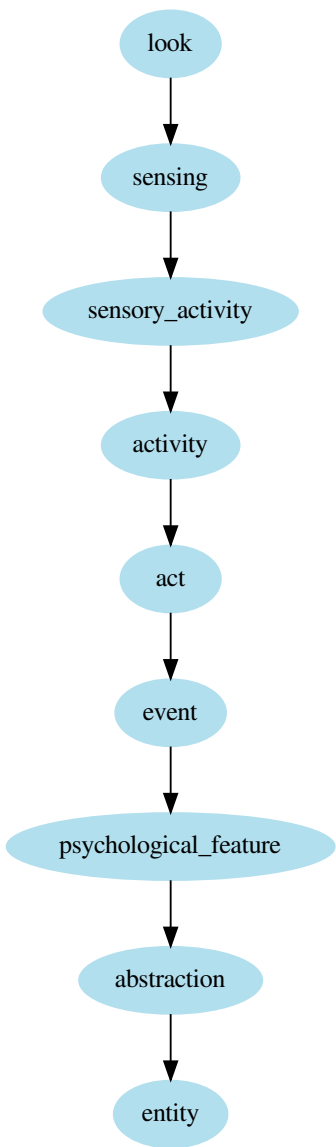 look
sensing
sensory_activity
activity
act
event
psychological_feature
abstraction
entity